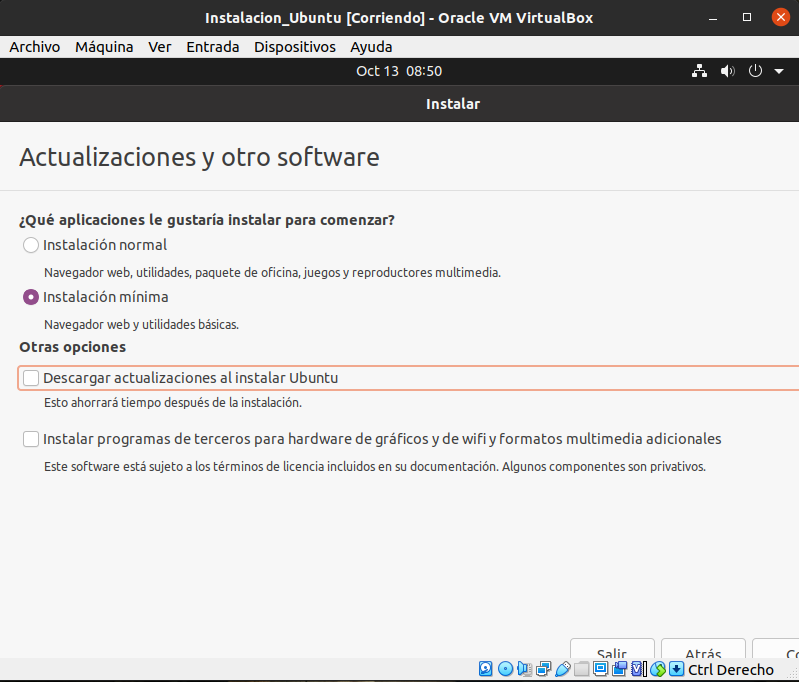 Instalacion_Ubuntu [Corriendo] - Oracle VM VirtualBox
Archivo Máquina Ver Entrada Dispositivos Ayuda
Oct 13 08:50
Instalar
Actualizaciones y otro software
¿Qué aplicaciones le gustaría instalar para comenzar?
Instalación normal
Navegador web, utilidades, paquete de oficina, juegos y reproductores multimedia.
Instalación mínima
Navegador web y utilidades básicas.
Otras opciones
Descargar actualizaciones al instalar Ubuntu
Esto ahorrará tiempo después de la instalación.
Instalar programas de terceros para hardware de gráficos y de wifi y formatos multimedia adicionales
Este software está sujeto a los términos de licencia incluidos en su documentación. Algunos componentes son privativos.
Salir Atrás
Ctrl Derecho